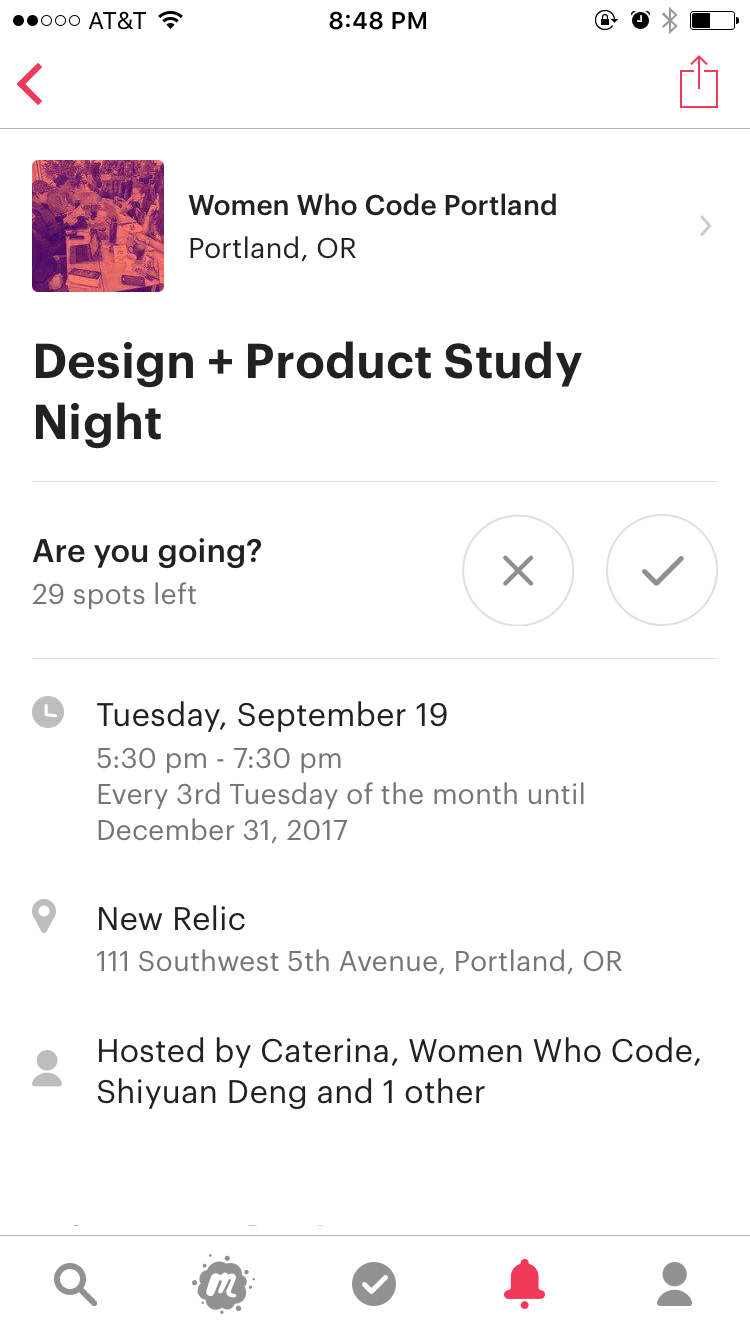 AT&T 8:48 PM
Women Who Code Portland
Portland, OR
Design + Product Study
Night
Are you going?
29 spots left
Tuesday, September 19
5:30 pm - 7:30 pm
Every 3rd Tuesday of the month until
December 31, 2017
New Relic
111 Southwest 5th Avenue, Portland, OR
Hosted by Caterina, Women Who Code,
Shiyuan Deng and 1 other
m